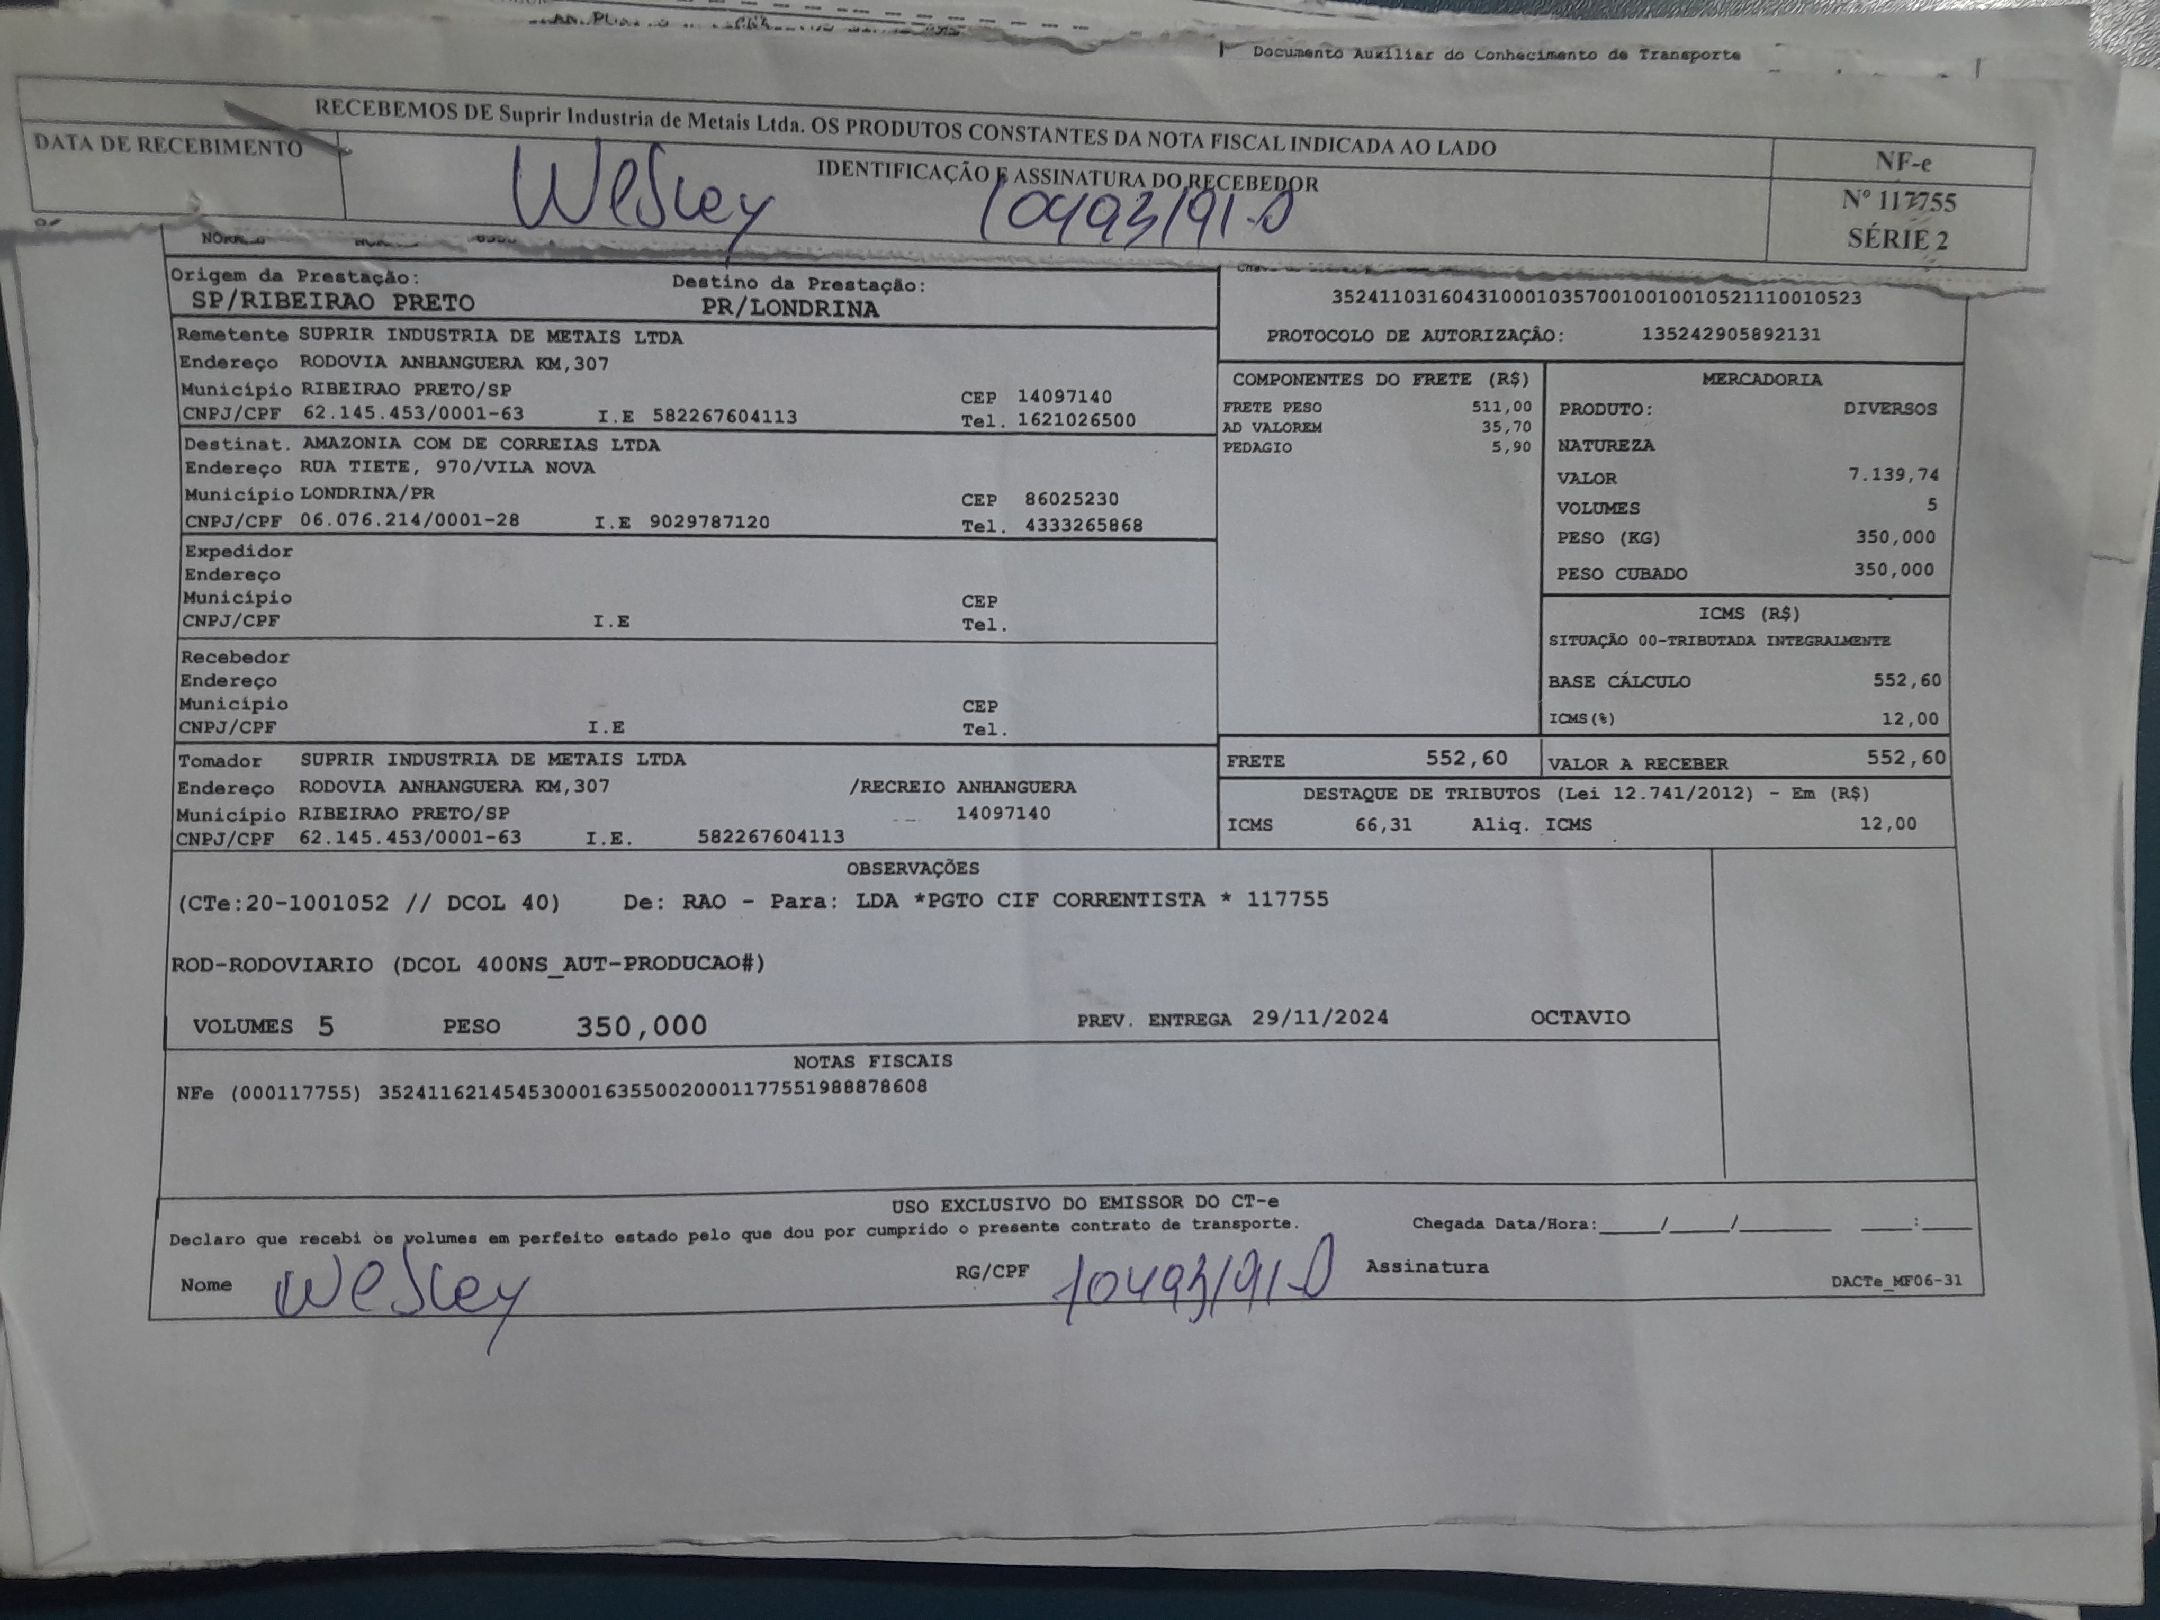 Documento Auxiliar do Conhecimento de Transporte
RECEBEMOS DE Suprir Industria de Metais Ltda. OS PRODUTOS CONSTANTES DA NOTA FISCAL INDICADA AO LADO
DATA DE RECEBIMENTO
IDENTIFICAÇÃO E ASSINATURA DO RECEBEDOR
NF-e
Nº 117755
SÉRIE 2
Wesley 10493191-0
Origem da Prestação: Destino da Prestação:
SP/RIBEIRAO PRETO PR/LONDRINA
35241103160431000103570010010010521110010523
PROTOCOLO DE AUTORIZAÇÃO: 135242905892131
Remetente SUPRIR INDUSTRIA DE METAIS LTDA
Endereço RODOVIA ANHANGUERA KM,307
Município RIBEIRAO PRETO/SP CEP 14097140
CNPJ/CPF 62.145.453/0001-63 I.E 582267604113 Tel. 1621026500
Destinat. AMAZONIA COM DE CORREIAS LTDA
Endereço RUA TIETE, 970/VILA NOVA
Município LONDRINA/PR CEP 86025230
CNPJ/CPF 06.076.214/0001-28 I.E 9029787120 Tel. 4333265868
Expedidor
Endereço
Município CEP
CNPJ/CPF I.E Tel.
Recebedor
Endereço
Município CEP
CNPJ/CPF I.E Tel.
Tomador SUPRIR INDUSTRIA DE METAIS LTDA
Endereço RODOVIA ANHANGUERA KM,307 /RECREIO ANHANGUERA
Município RIBEIRAO PRETO/SP 14097140
CNPJ/CPF 62.145.453/0001-63 I.E. 582267604113
COMPONENTES DO FRETE (R$)
FRETE PESO 511,00
AD VALOREM 35,70
PEDAGIO 5,90
MERCADORIA
PRODUTO: DIVERSOS
NATUREZA
VALOR 7.139,74
VOLUMES 5
PESO (KG) 350,000
PESO CUBADO 350,000
ICMS (R$)
SITUAÇÃO 00-TRIBUTADA INTEGRALMENTE
BASE CÁLCULO 552,60
ICMS(%) 12,00
FRETE 552,60 VALOR A RECEBER 552,60
DESTAQUE DE TRIBUTOS (Lei 12.741/2012) - Em (R$)
ICMS 66,31 Aliq. ICMS 12,00
OBSERVAÇÕES
(CTe:20-1001052 // DCOL 40) De: RAO - Para: LDA *PGTO CIF CORRENTISTA * 117755
ROD-RODOVIARIO (DCOL 400NS_AUT-PRODUCAO#)
VOLUMES 5 PESO 350,000 PREV. ENTREGA 29/11/2024 OCTAVIO
NOTAS FISCAIS
NFe (000117755) 35241162145453000163550020001177551988878608
USO EXCLUSIVO DO EMISSOR DO CT-e
Declaro que recebi os volumes em perfeito estado pelo que dou por cumprido o presente contrato de transporte. Chegada Data/Hora:____/____/______ ____:____
Nome Wesley RG/CPF 10493191-0 Assinatura
DACTe_MF06-31